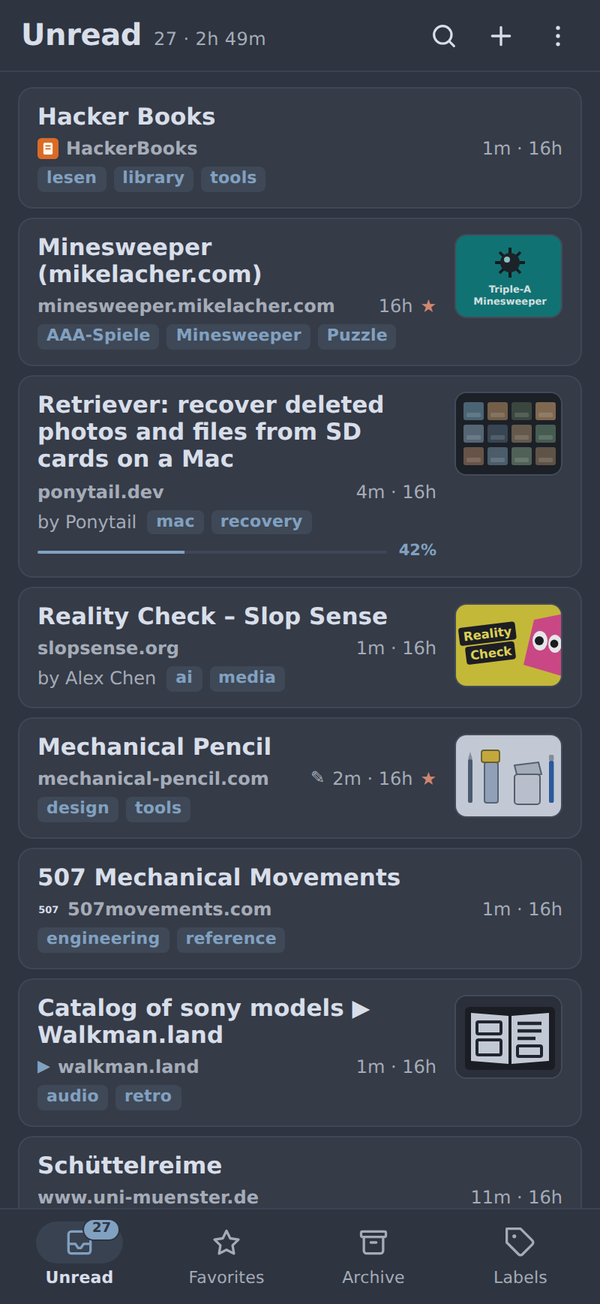 Unread 27 · 2h 49m
Hacker Books
HackerBooks 1m · 16h
lesen library tools
Minesweeper
(mikelacher.com)
minesweeper.mikelacher.com 16h ★
AAA-Spiele Minesweeper Puzzle
Triple-A
Minesweeper
Retriever: recover deleted
photos and files from SD
cards on a Mac
ponytail.dev 4m · 16h
by Ponytail mac recovery
42%
Reality Check – Slop Sense
slopsense.org 1m · 16h
by Alex Chen ai media
Reality
Check
Mechanical Pencil
mechanical-pencil.com ✎ 2m · 16h ★
design tools
507 Mechanical Movements
507 507movements.com 1m · 16h
engineering reference
Catalog of sony models ▶
Walkman.land
▶ walkman.land 1m · 16h
audio retro
Schüttelreime
www.uni-muenster.de 11m · 16h
27
Unread Favorites Archive Labels